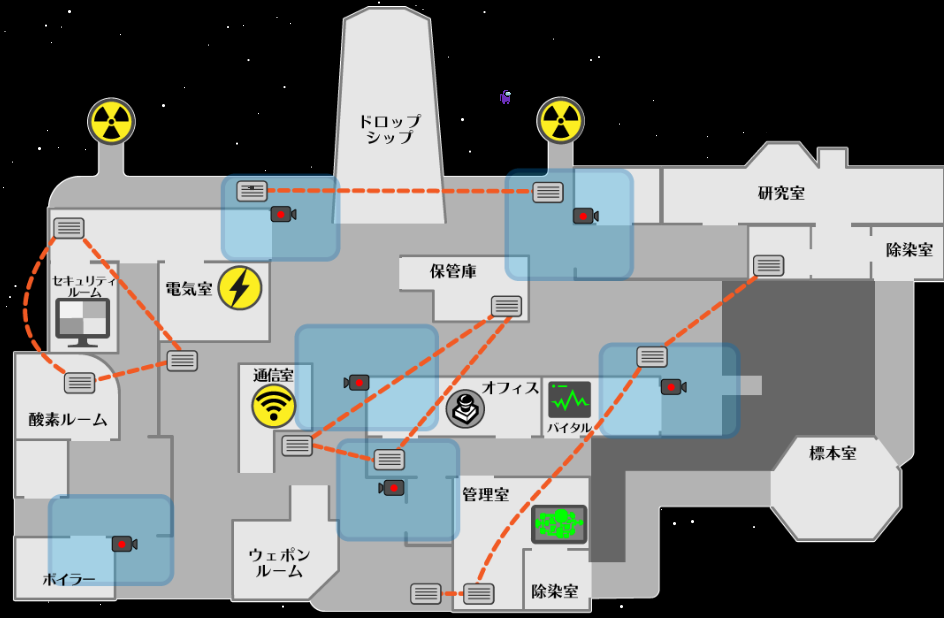 ドロップ
シップ
研究室
除染室
保管庫
セキュリティ
ルーム
電気室
通信室
オフィス
バイタル
酸素ルーム
標本室
管理室
ウェポン
ルーム
ボイラー
除染室